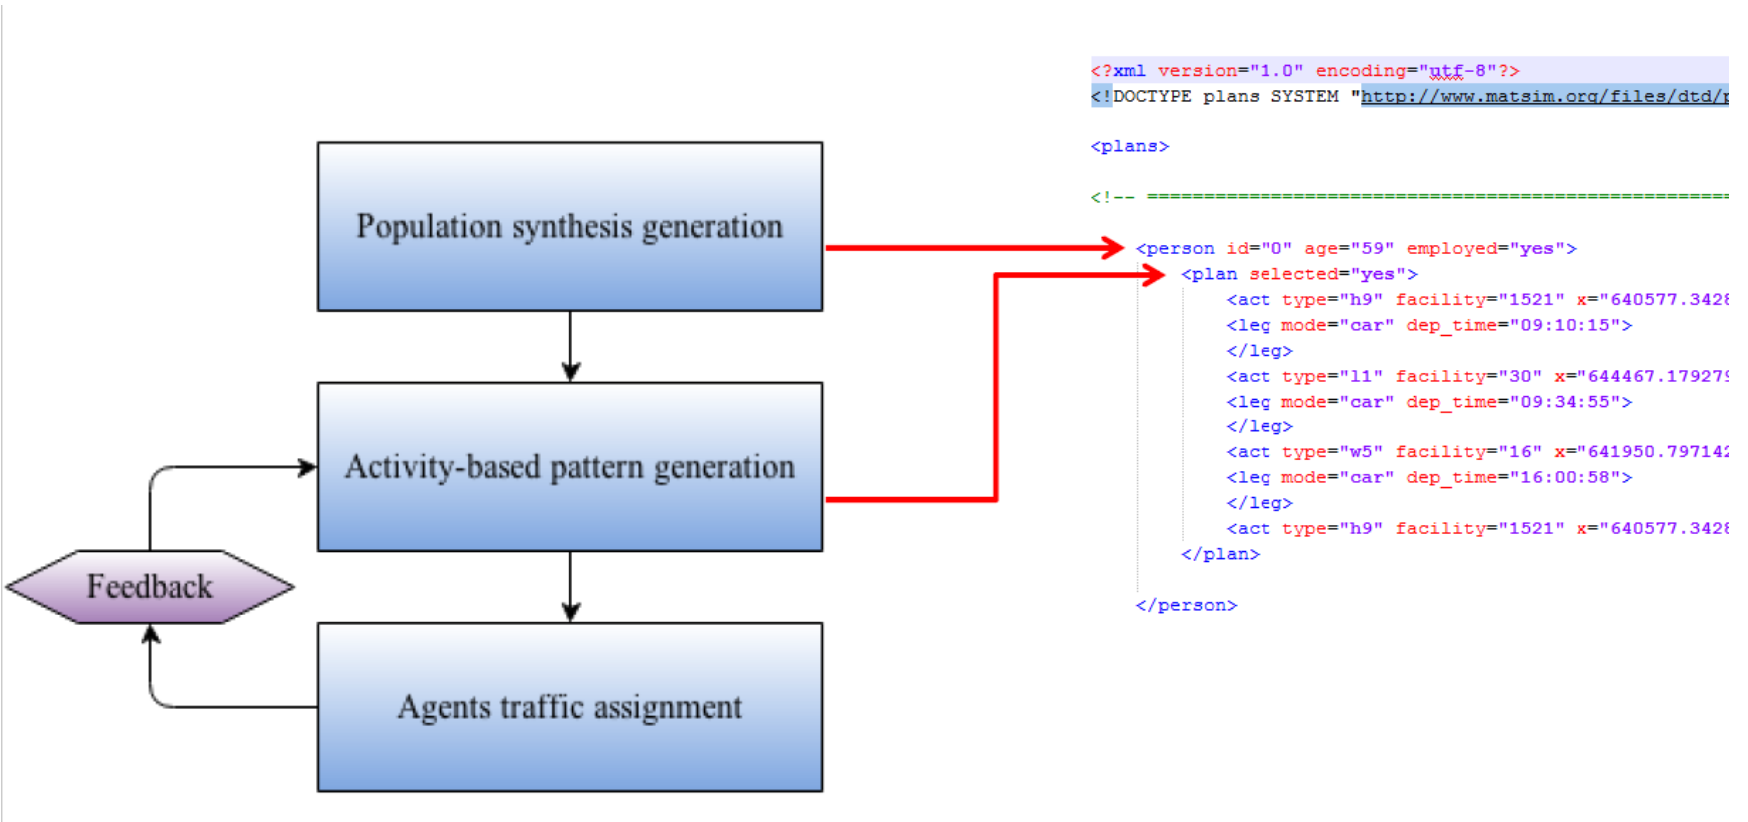 Population synthesis generation
Activity-based pattern generation
Feedback
Agents traffic assignment
<?xml version="1.0" encoding="utf-8"?>
<!DOCTYPE plans SYSTEM "http://www.matsim.org/files/dtd/p
<plans>
<!-- ====================================================
<person id="0" age="59" employed="yes">
<plan selected="yes">
<act type="h9" facility="1521" x="640577.3428
<leg mode="car" dep_time="09:10:15">
</leg>
<act type="l1" facility="30" x="644467.179279
<leg mode="car" dep_time="09:34:55">
</leg>
<act type="w5" facility="16" x="641950.797142
<leg mode="car" dep_time="16:00:58">
</leg>
<act type="h9" facility="1521" x="640577.3428
</plan>
</person>